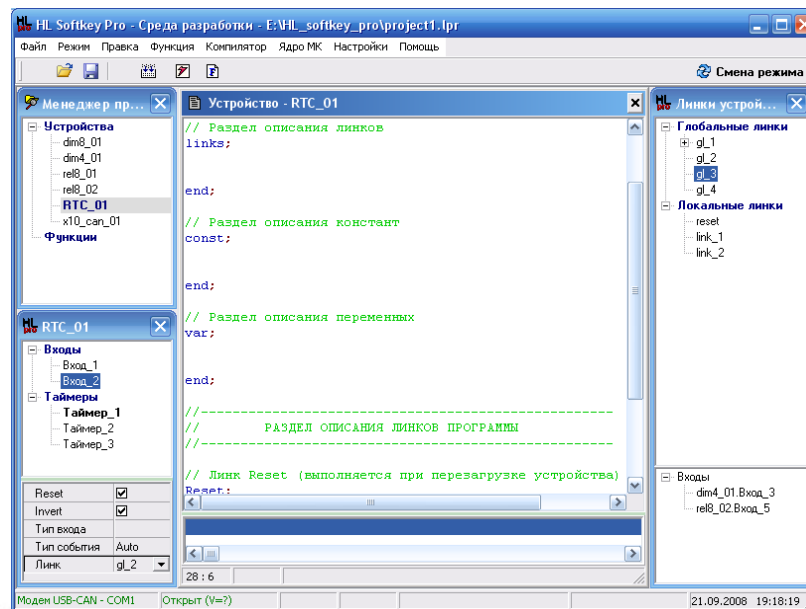 HL Softkey Pro - Среда разработки - E:\HL_softkey_pro\project1.lpr
Файл Режим Правка Функция Компилятор Ядро МК Настройки Помощь
Смена режима
Менеджер пр...
Устройства
dim8_01
dim4_01
rel8_01
rel8_02
RTC_01
x10_can_01
Функции
RTC_01
Входы
Вход_1
Вход_2
Таймеры
Таймер_1
Таймер_2
Таймер_3
Reset
Invert
Тип входа
Тип события Auto
Линк gl_2
Устройство - RTC_01
// Раздел описания линков
links;
end;
// Раздел описания констант
const;
end;
// Раздел описания переменных
var;
end;
//----------------------------------------------------
// РАЗДЕЛ ОПИСАНИЯ ЛИНКОВ ПРОГРАММЫ
//----------------------------------------------------
// Линк Reset (выполняется при перезагрузке устройства)
Reset;
28 : 6
Линки устрой...
Глобальные линки
gl_1
gl_2
gl_3
gl_4
Локальные линки
reset
link_1
link_2
Входы
dim4_01.Вход_3
rel8_02.Вход_5
Модем USB-CAN - COM1 Открыт (V=?) 21.09.2008 19:18:19